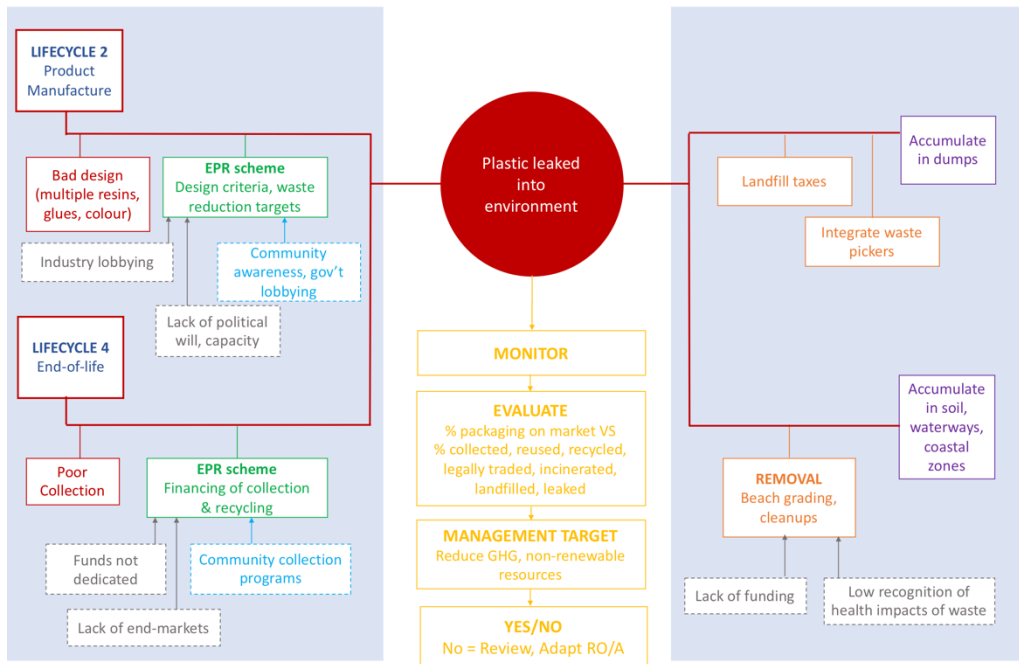 LIFECYCLE 2
Product
Manufacture
Bad design
(multiple resins,
glues, colour)
EPR scheme
Design criteria, waste
reduction targets
Industry lobbying
Community
awareness, gov't
lobbying
Lack of political
will, capacity
LIFECYCLE 4
End-of-life
Poor
Collection
EPR scheme
Financing of collection
& recycling
Funds not
dedicated
Community collection
programs
Lack of end-markets
Plastic leaked
into
environment
MONITOR
EVALUATE
% packaging on market VS
% collected, reused, recycled,
legally traded, incinerated,
landfilled, leaked
MANAGEMENT TARGET
Reduce GHG, non-renewable
resources
YES/NO
No = Review, Adapt RO/A
Landfill taxes
Integrate waste
pickers
Accumulate
in dumps
Accumulate
in soil,
waterways,
coastal
zones
REMOVAL
Beach grading,
cleanups
Lack of funding
Low recognition of
health impacts of waste